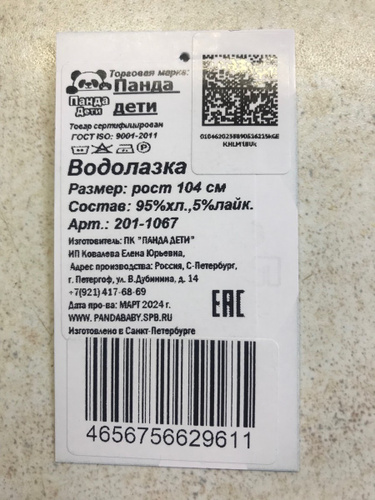 Торговая марка:
Панда
дети
Панда
Дети
Товар сертифицирован
ГОСТ ISO: 9001-2011
Водолазка
Размер: рост 104 см
Состав: 95%хл.,5%лайк.
Арт.: 201-1067
Изготовитель: ПК "ПАНДА ДЕТИ"
ИП Ковалева Елена Юрьевна,
Адрес производства: Россия, С-Петербург,
г. Петергоф, ул. В.Дубинина, д. 14
+7(921) 417-68-69
Дата про-ва: МАРТ 2024 г.
WWW. PANDABABY.SPB.RU
Изготовлено в Санкт-Петербурге
EAC
4656756629611